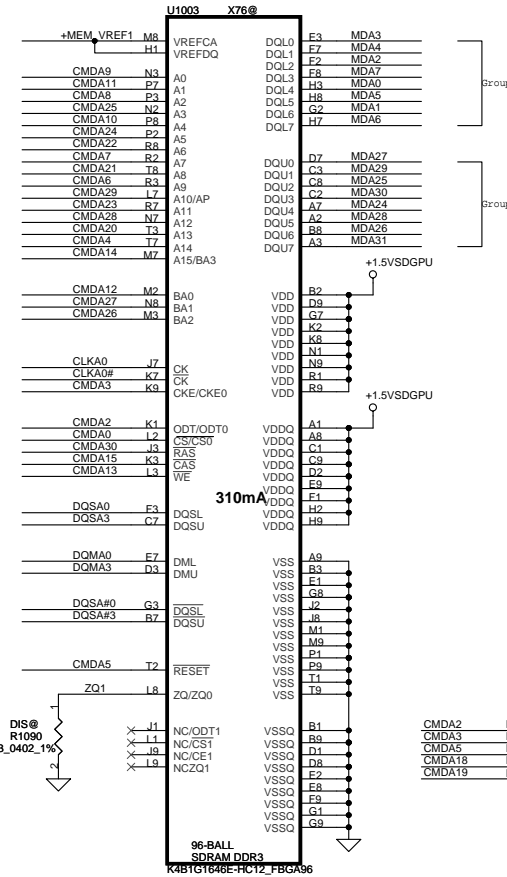 U1003 X76@
+MEM_VREF1 M8 VREFCA
H1 VREFDQ
CMDA9 N3 A0
CMDA11 P7 A1
CMDA8 P3 A2
CMDA25 N2 A3
CMDA10 P8 A4
CMDA24 P2 A5
CMDA22 R8 A6
CMDA7 R2 A7
CMDA21 T8 A8
CMDA6 R3 A9
CMDA29 L7 A10/AP
CMDA23 R7 A11
CMDA28 N7 A12
CMDA20 T3 A13
CMDA4 T7 A14
CMDA14 M7 A15/BA3
CMDA12 M2 BA0
CMDA27 N8 BA1
CMDA26 M3 BA2
CLKA0 J7 CK
CLKA0# K7 CK
CMDA3 K9 CKE/CKE0
CMDA2 K1 ODT/ODT0
CMDA0 L2 CS/CS0
CMDA30 J3 RAS
CMDA15 K3 CAS
CMDA13 L3 WE
DQSA0 F3 DQSL
DQSA3 C7 DQSU
DQMA0 E7 DML
DQMA3 D3 DMU
DQSA#0 G3 DQSL
DQSA#3 B7 DQSU
CMDA5 T2 RESET
ZQ1 L8 ZQ/ZQ0
J1 NC/ODT1
L1 NC/CS1
J9 NC/CE1
L9 NCZQ1
1
DIS@
R1090
_0402_1%
2
310mA
DQL0 E3 MDA3
DQL1 F7 MDA4
DQL2 F2 MDA2
DQL3 F8 MDA7
DQL4 H3 MDA0
DQL5 H8 MDA5
DQL6 G2 MDA1
DQL7 H7 MDA6
Group
DQU0 D7 MDA27
DQU1 C3 MDA29
DQU2 C8 MDA25
DQU3 C2 MDA30
DQU4 A7 MDA24
DQU5 A2 MDA28
DQU6 B8 MDA26
DQU7 A3 MDA31
Group
+1.5VSDGPU
VDD B2
VDD D9
VDD G7
VDD K2
VDD K8
VDD N1
VDD N9
VDD R1
VDD R9
+1.5VSDGPU
VDDQ A1
VDDQ A8
VDDQ C1
VDDQ C9
VDDQ D2
VDDQ E9
VDDQ F1
VDDQ H2
VDDQ H9
VSS A9
VSS B3
VSS E1
VSS G8
VSS J2
VSS J8
VSS M1
VSS M9
VSS P1
VSS P9
VSS T1
VSS T9
VSSQ B1
VSSQ B9
VSSQ D1
VSSQ D8
VSSQ E2
VSSQ E8
VSSQ F9
VSSQ G1
VSSQ G9
CMDA2
CMDA3
CMDA5
CMDA18
CMDA19
96-BALL
SDRAM DDR3
K4B1G1646E-HC12_FBGA96